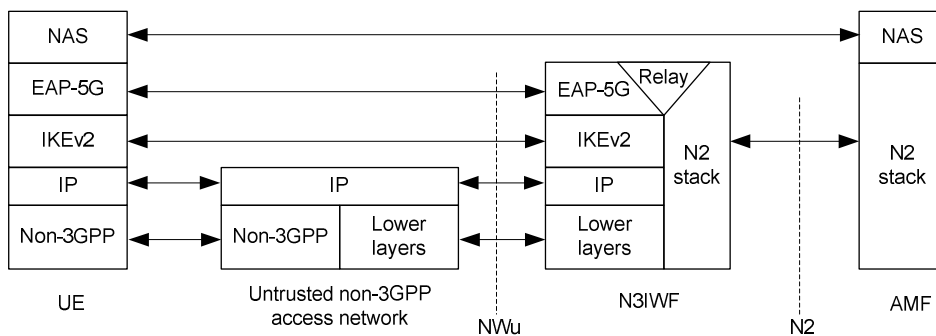 NAS
NAS
EAP-5G
EAP-5G
Relay
IKEv2
IKEv2
N2
stack
N2
stack
IP
IP
IP
Non-3GPP
Non-3GPP
Lower
layers
Lower
layers
UE
Untrusted non-3GPP
access network
NWu
N3IWF
N2
AMF